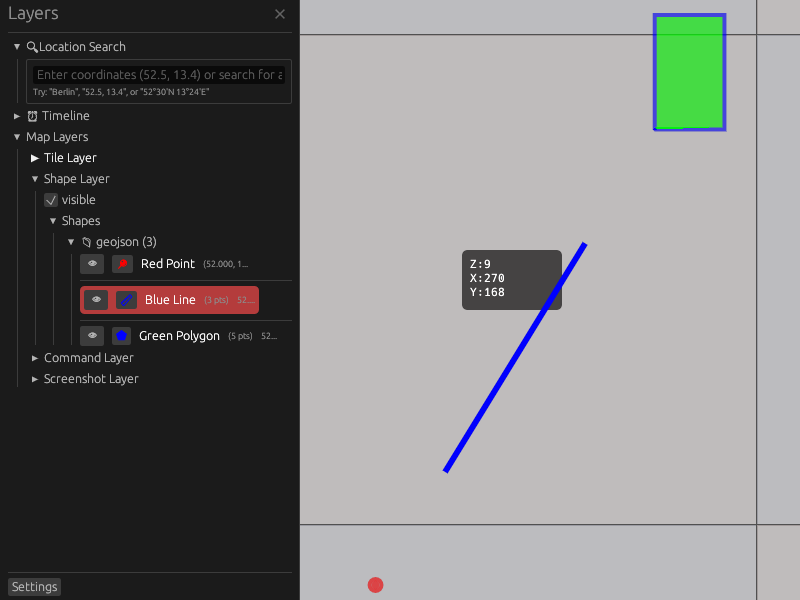 Layers
Location Search
Enter coordinates (52.5, 13.4) or search for a
Try: "Berlin", "52.5, 13.4", or "52°30'N 13°24'E"
Timeline
Map Layers
Tile Layer
Shape Layer
visible
Shapes
geojson (3)
Red Point (52.000, 1...
Blue Line (3 pts) 52....
Green Polygon (5 pts) 52...
Command Layer
Screenshot Layer
Settings
Z:9
X:270
Y:168